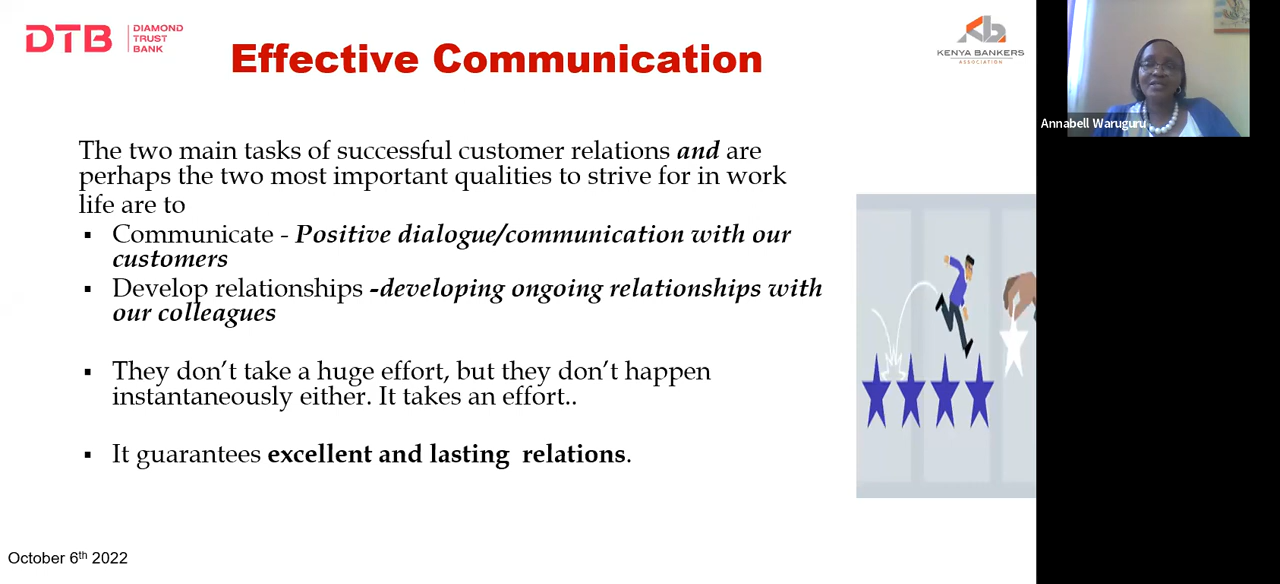 DTB DIAMOND
TRUST
BANK
Effective Communication
KENYA BANKERS
ASSOCIATION
Annabell Waruguru
The two main tasks of successful customer relations and are
perhaps the two most important qualities to strive for in work
life are to
▪ Communicate - Positive dialogue/communication with our
customers
▪ Develop relationships -developing ongoing relationships with
our colleagues
▪ They don’t take a huge effort, but they don’t happen
instantaneously either. It takes an effort..
▪ It guarantees excellent and lasting relations.
October 6th 2022